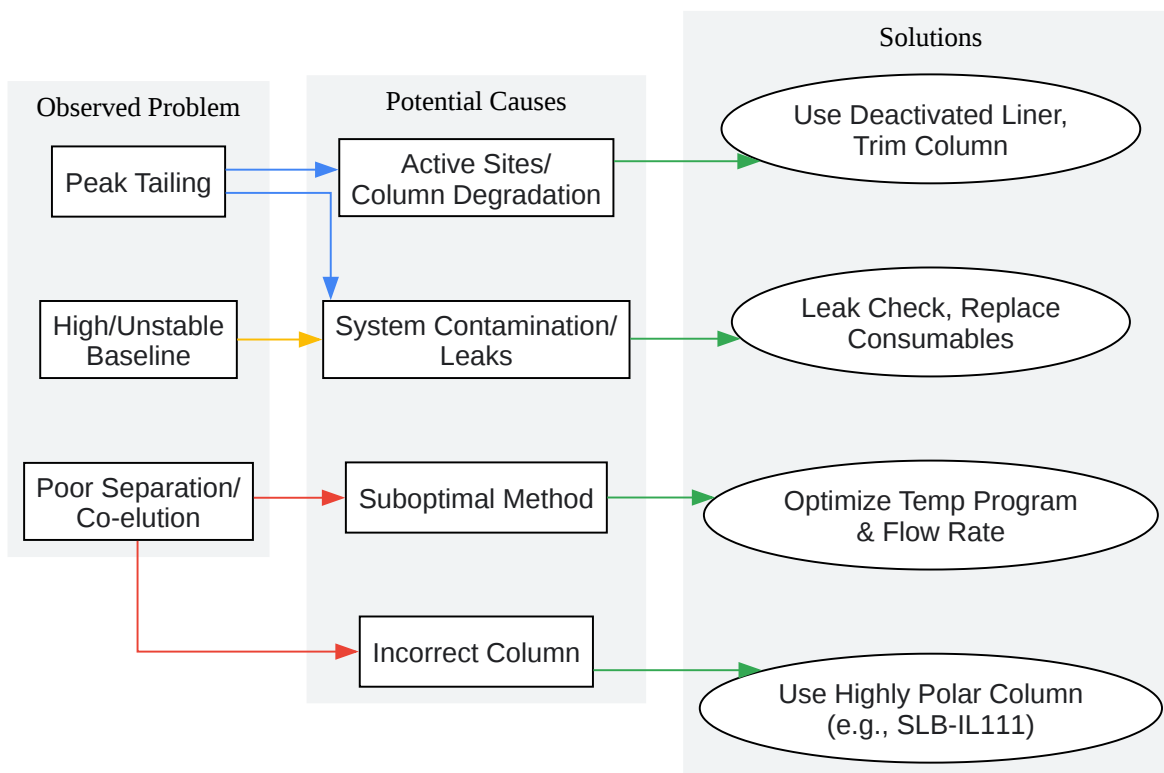 Solutions
Observed Problem
Potential Causes
Use Deactivated Liner,
Trim Column
Peak Tailing
Active Sites/
Column Degradation
High/Unstable
Baseline
System Contamination/
Leaks
Leak Check, Replace
Consumables
Poor Separation/
Co-elution
Suboptimal Method
Optimize Temp Program
& Flow Rate
Incorrect Column
Use Highly Polar Column
(e.g., SLB-IL111)